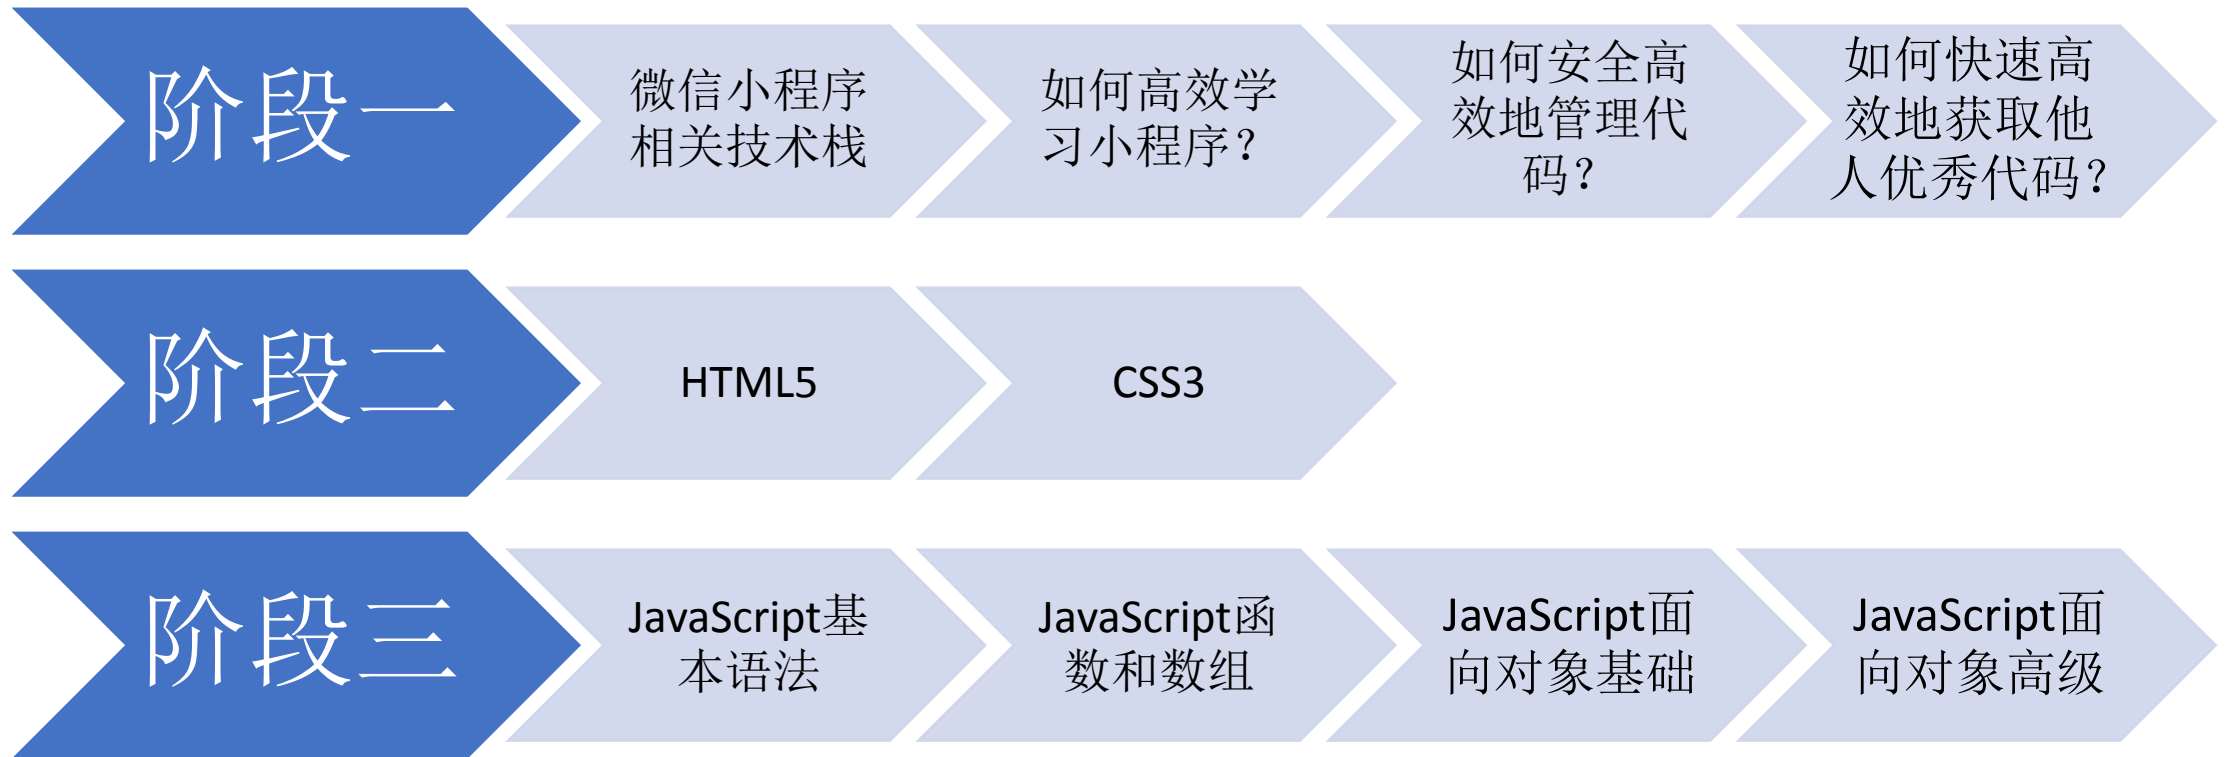 阶段一
微信小程序
相关技术栈
如何高效学
习小程序？
如何安全高
效地管理代
码？
如何快速高
效地获取他
人优秀代码？
阶段二
HTML5
CSS3
阶段三
JavaScript基
本语法
JavaScript函
数和数组
JavaScript面
向对象基础
JavaScript面
向对象高级